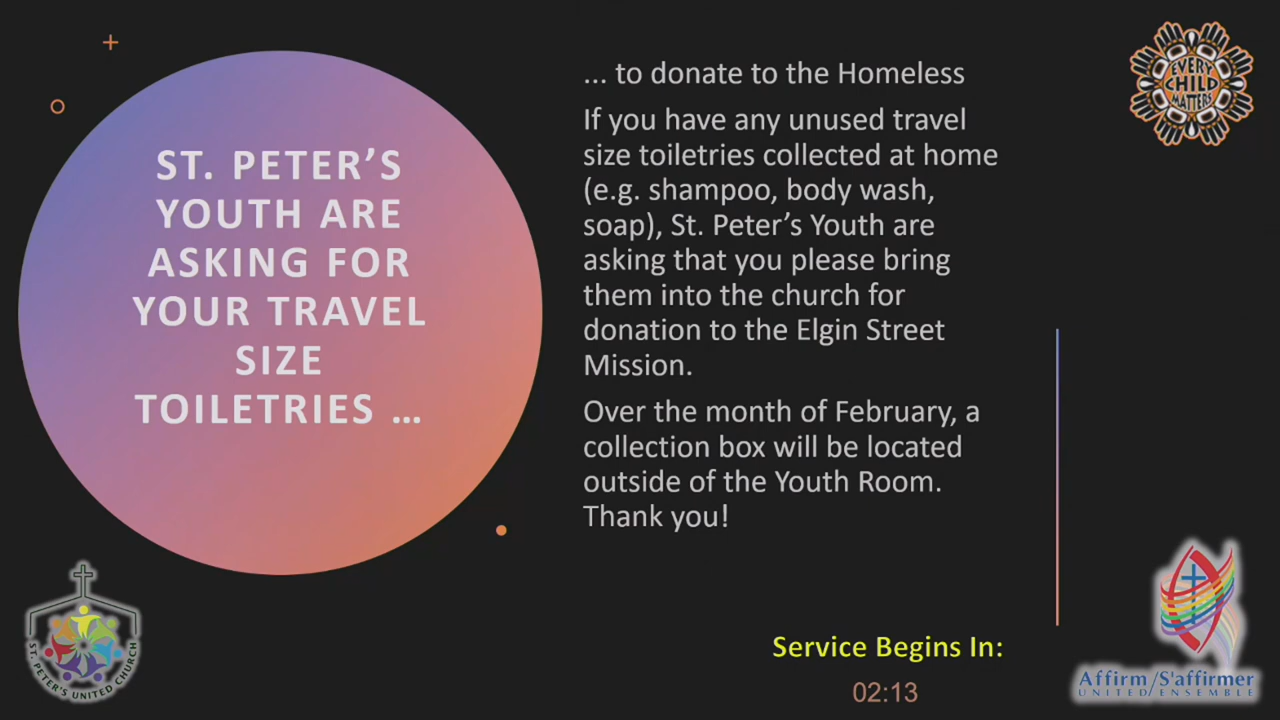 ST. PETER’S
YOUTH ARE
ASKING FOR
YOUR TRAVEL
SIZE
TOILETRIES …
... to donate to the Homeless
If you have any unused travel
size toiletries collected at home
(e.g. shampoo, body wash,
soap), St. Peter’s Youth are
asking that you please bring
them into the church for
donation to the Elgin Street
Mission.
Over the month of February, a
collection box will be located
outside of the Youth Room.
Thank you!
EVERY
CHILD
MATTERS
ST. PETER'S UNITED CHURCH
Service Begins In:
02:13
Affirm/S'affirmer
UNITED/ENSEMBLE